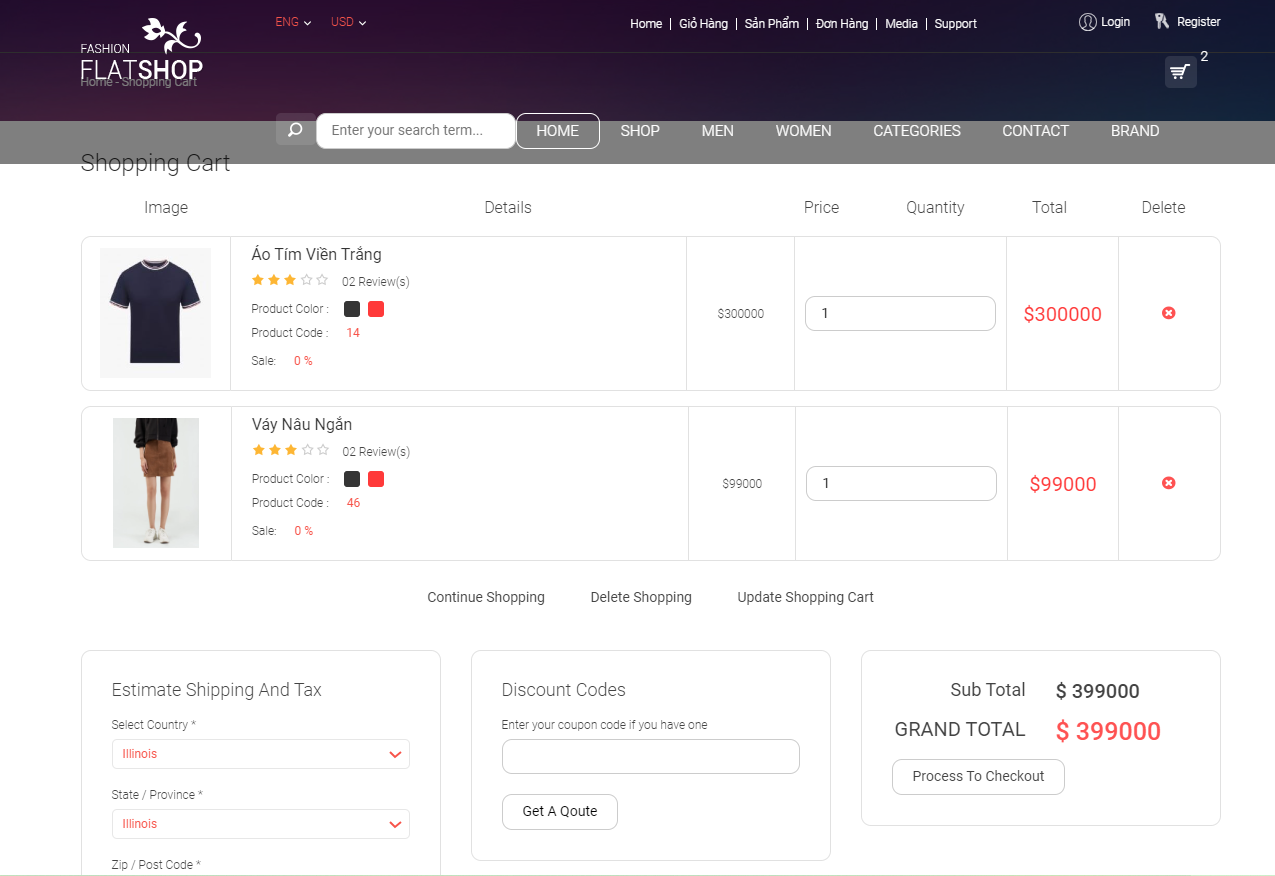 ENG USD
Home | Giỏ Hàng | Sản Phẩm | Đơn Hàng | Media | Support
Login Register
FASHION
FLATSHOP
2
Home - Shopping Cart
Enter your search term... HOME SHOP MEN WOMEN CATEGORIES CONTACT BRAND
Shopping Cart
Image Details Price Quantity Total Delete
Áo Tím Viền Trắng
02 Review(s)
Product Color :
Product Code : 14
Sale: 0 %
$300000 1 $300000
Váy Nâu Ngắn
02 Review(s)
Product Color :
Product Code : 46
Sale: 0 %
$99000 1 $99000
Continue Shopping Delete Shopping Update Shopping Cart
Estimate Shipping And Tax
Select Country *
Illinois
State / Province *
Illinois
Zip / Post Code *
Discount Codes
Enter your coupon code if you have one
Get A Qoute
Sub Total $ 399000
GRAND TOTAL $ 399000
Process To Checkout